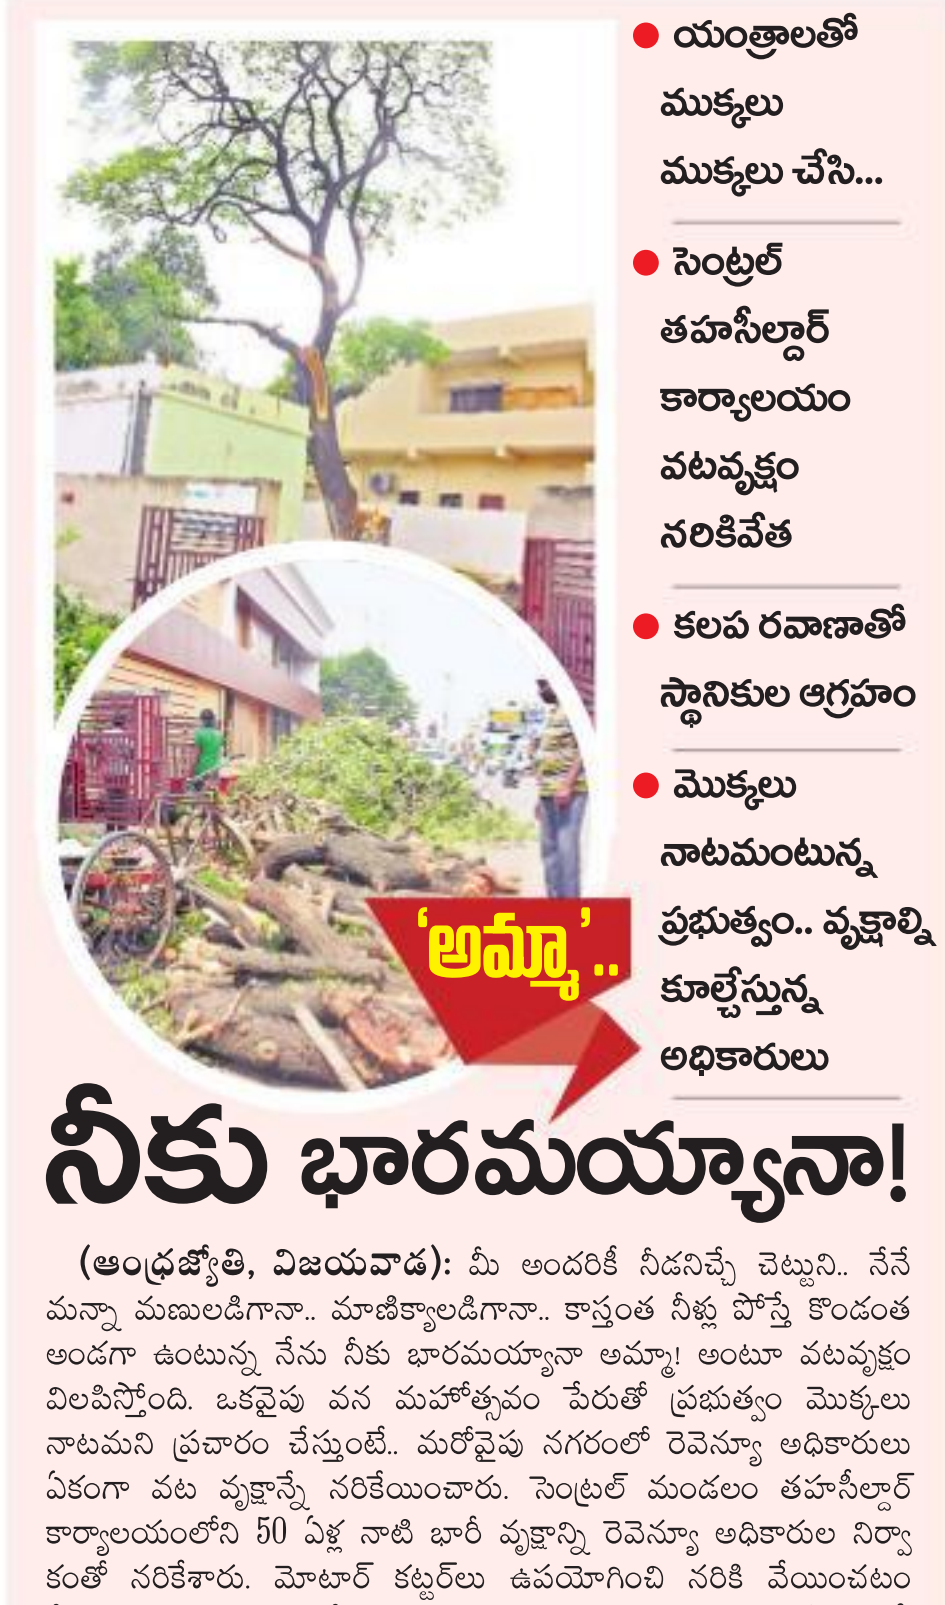 యంత్రాలతో
ముక్కలు
ముక్కలు చేసి...
సెంట్రల్
తహసీల్దార్
కార్యాలయం
వటవృక్షం
నరికివేత
కలప రవాణాతో
స్థానికుల ఆగ్రహం
మొక్కలు
నాటమంటున్న
ప్రభుత్వం.. వృక్షాల్ని
కూల్చేస్తున్న
అధికారులు
‘అమ్మా’..
నీకు భారమయ్యానా!
(ఆంధ్రజ్యోతి, విజయవాడ): మీ అందరికీ నీడనిచ్చే చెట్టుని.. నేనే
మన్నా మణులడిగానా.. మాణిక్యాలడిగానా.. కాస్తంత నీళ్లు పోస్తే కొండంత
అండగా ఉంటున్న నేను నీకు భారమయ్యానా అమ్మా! అంటూ వటవృక్షం
విలపిస్తోంది. ఒకవైపు వన మహోత్సవం పేరుతో ప్రభుత్వం మొక్కలు
నాటమని ప్రచారం చేస్తుంటే.. మరోవైపు నగరంలో రెవెన్యూ అధికారులు
ఏకంగా వట వృక్షాన్నే నరికేయించారు. సెంట్రల్ మండలం తహసీల్దార్
కార్యాలయంలోని 50 ఏళ్ల నాటి భారీ వృక్షాన్ని రెవెన్యూ అధికారుల నిర్వా
కంతో నరికేశారు. మోటార్ కట్టర్‌లు ఉపయోగించి నరికి వేయించటం